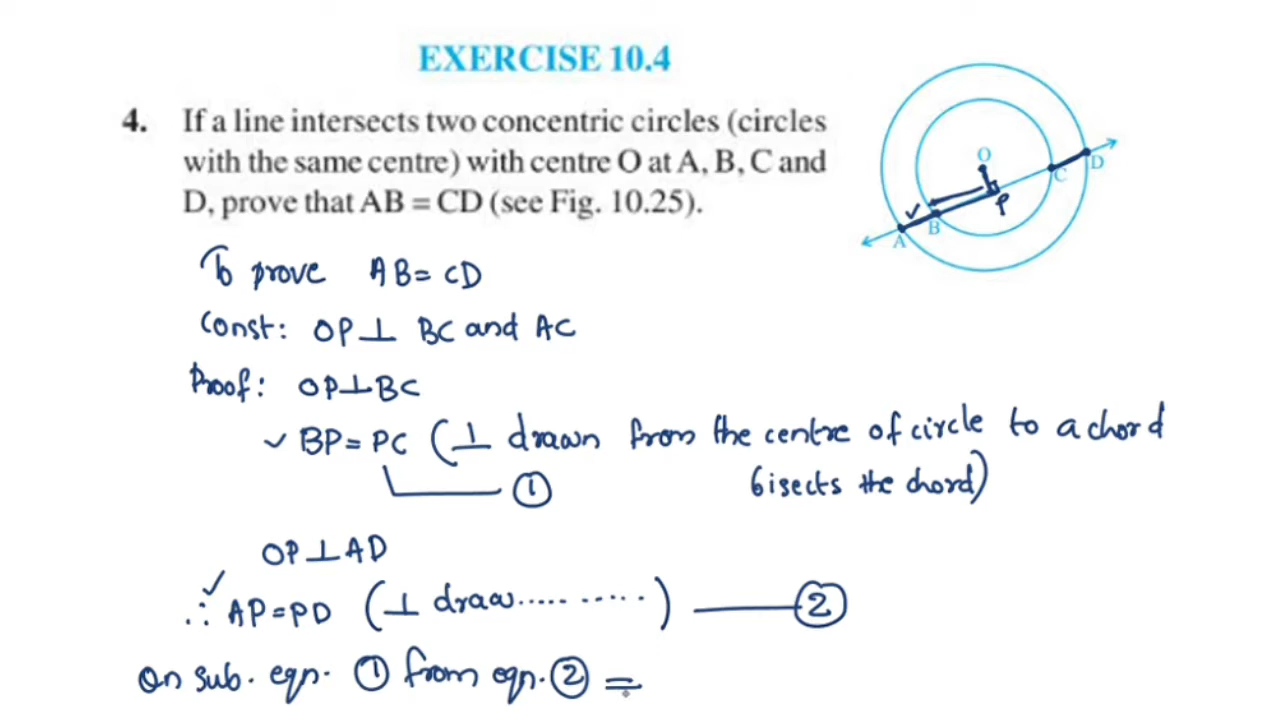 EXERCISE 10.4
4. If a line intersects two concentric circles (circles
with the same centre) with centre O at A, B, C and
D, prove that AB = CD (see Fig. 10.25).
O
D
C
P
B
A
To prove AB = CD
Const: OP ⊥ BC and AC
Proof: OP ⊥ BC
✓ BP = PC (⊥ drawn from the centre of circle to a chord
bisects the chord)
①
OP ⊥ AD
✓
∴ AP = PD (⊥ draw...........) ——— ②
On sub. eqn. ① from eqn. ② =